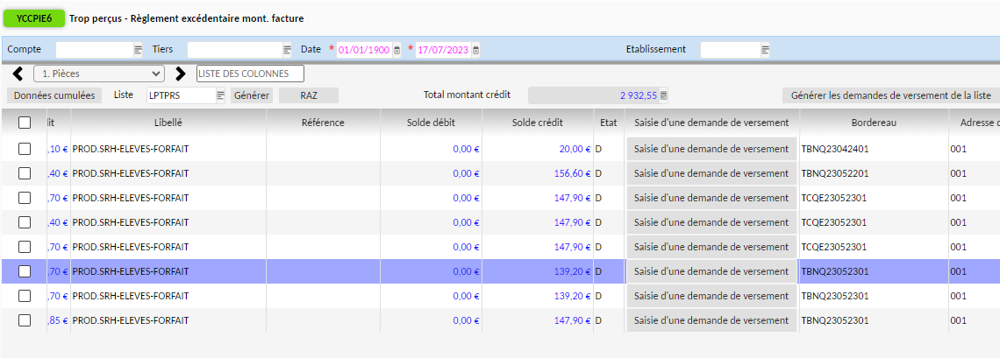 YCCPIE6 Trop perçus - Règlement excédentaire mont. facture
Compte Tiers Date * 01/01/1900 * 17/07/2023 Etablissement
1. Pièces LISTE DES COLONNES
Données cumulées Liste LPTPRS Générer RAZ Total montant crédit 2 932,55 Générer les demandes de versement de la liste
lit Libellé Référence Solde débit Solde crédit Etat Saisie d'une demande de versement Bordereau Adresse
,10 € PROD.SRH-ELEVES-FORFAIT 0,00 € 20,00 € D Saisie d'une demande de versement TBNQ23042401 001
,40 € PROD.SRH-ELEVES-FORFAIT 0,00 € 156,60 € D Saisie d'une demande de versement TBNQ23052201 001
,70 € PROD.SRH-ELEVES-FORFAIT 0,00 € 147,90 € D Saisie d'une demande de versement TCQE23052301 001
,40 € PROD.SRH-ELEVES-FORFAIT 0,00 € 147,90 € D Saisie d'une demande de versement TCQE23052301 001
,70 € PROD.SRH-ELEVES-FORFAIT 0,00 € 147,90 € D Saisie d'une demande de versement TCQE23052301 001
,70 € PROD.SRH-ELEVES-FORFAIT 0,00 € 139,20 € D Saisie d'une demande de versement TBNQ23052301 001
,70 € PROD.SRH-ELEVES-FORFAIT 0,00 € 139,20 € D Saisie d'une demande de versement TBNQ23052301 001
,85 € PROD.SRH-ELEVES-FORFAIT 0,00 € 147,90 € D Saisie d'une demande de versement TBNQ23052301 001